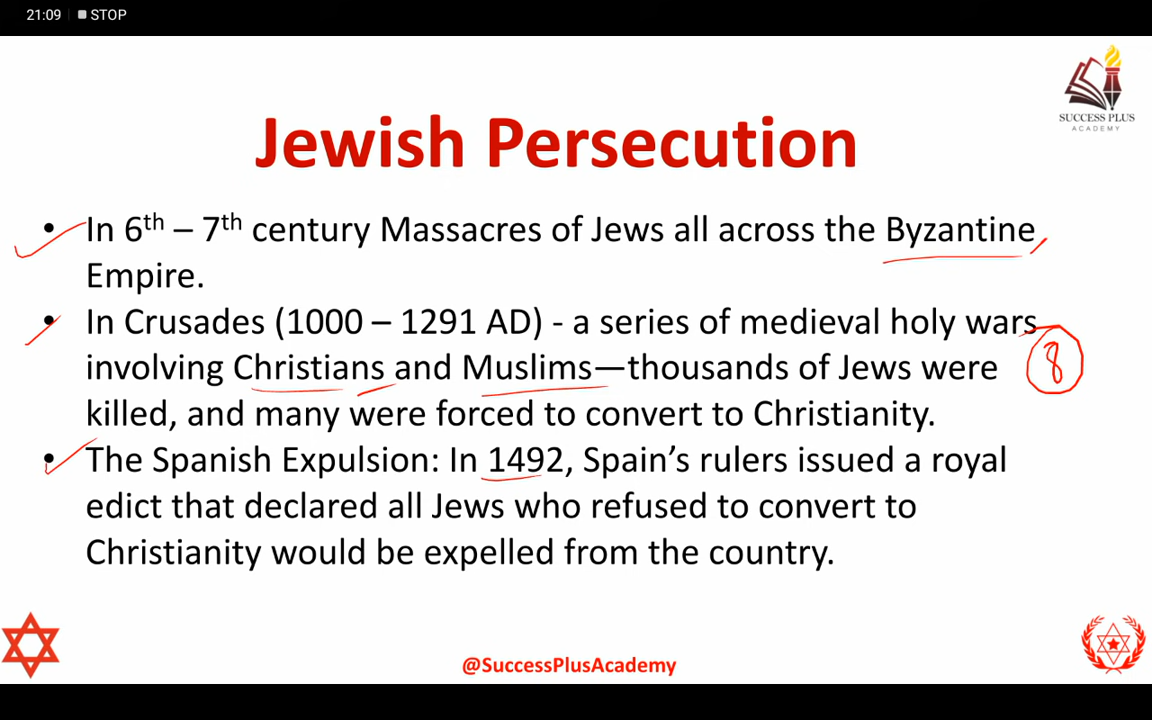 21:09 STOP
SUCCESS PLUS
ACADEMY
Jewish Persecution
• In 6th – 7th century Massacres of Jews all across the Byzantine
Empire.
• In Crusades (1000 – 1291 AD) - a series of medieval holy wars
involving Christians and Muslims—thousands of Jews were
8
killed, and many were forced to convert to Christianity.
• The Spanish Expulsion: In 1492, Spain’s rulers issued a royal
edict that declared all Jews who refused to convert to
Christianity would be expelled from the country.
@SuccessPlusAcademy